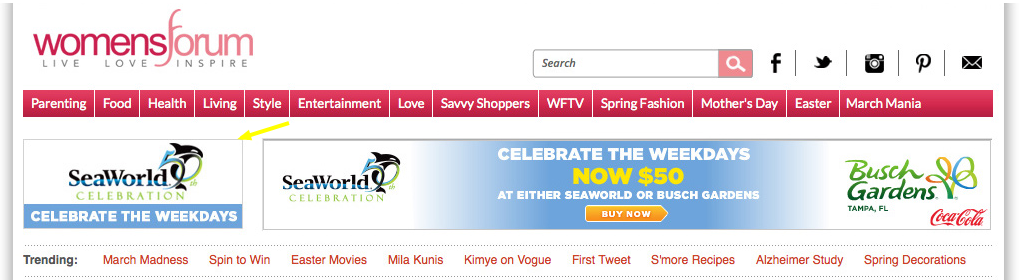 womensforum
LIVE LOVE INSPIRE
Search
Parenting Food Health Living Style Entertainment Love Savvy Shoppers WFTV Spring Fashion Mother's Day Easter March Mania
SeaWorld 50th
CELEBRATION
CELEBRATE THE WEEKDAYS
SeaWorld 50th
CELEBRATION
CELEBRATE THE WEEKDAYS
NOW $50
AT EITHER SEAWORLD OR BUSCH GARDENS
BUY NOW
Busch
Gardens
TAMPA, FL
Coca-Cola
Trending: March Madness Spin to Win Easter Movies Mila Kunis Kimye on Vogue First Tweet S'more Recipes Alzheimer Study Spring Decorations